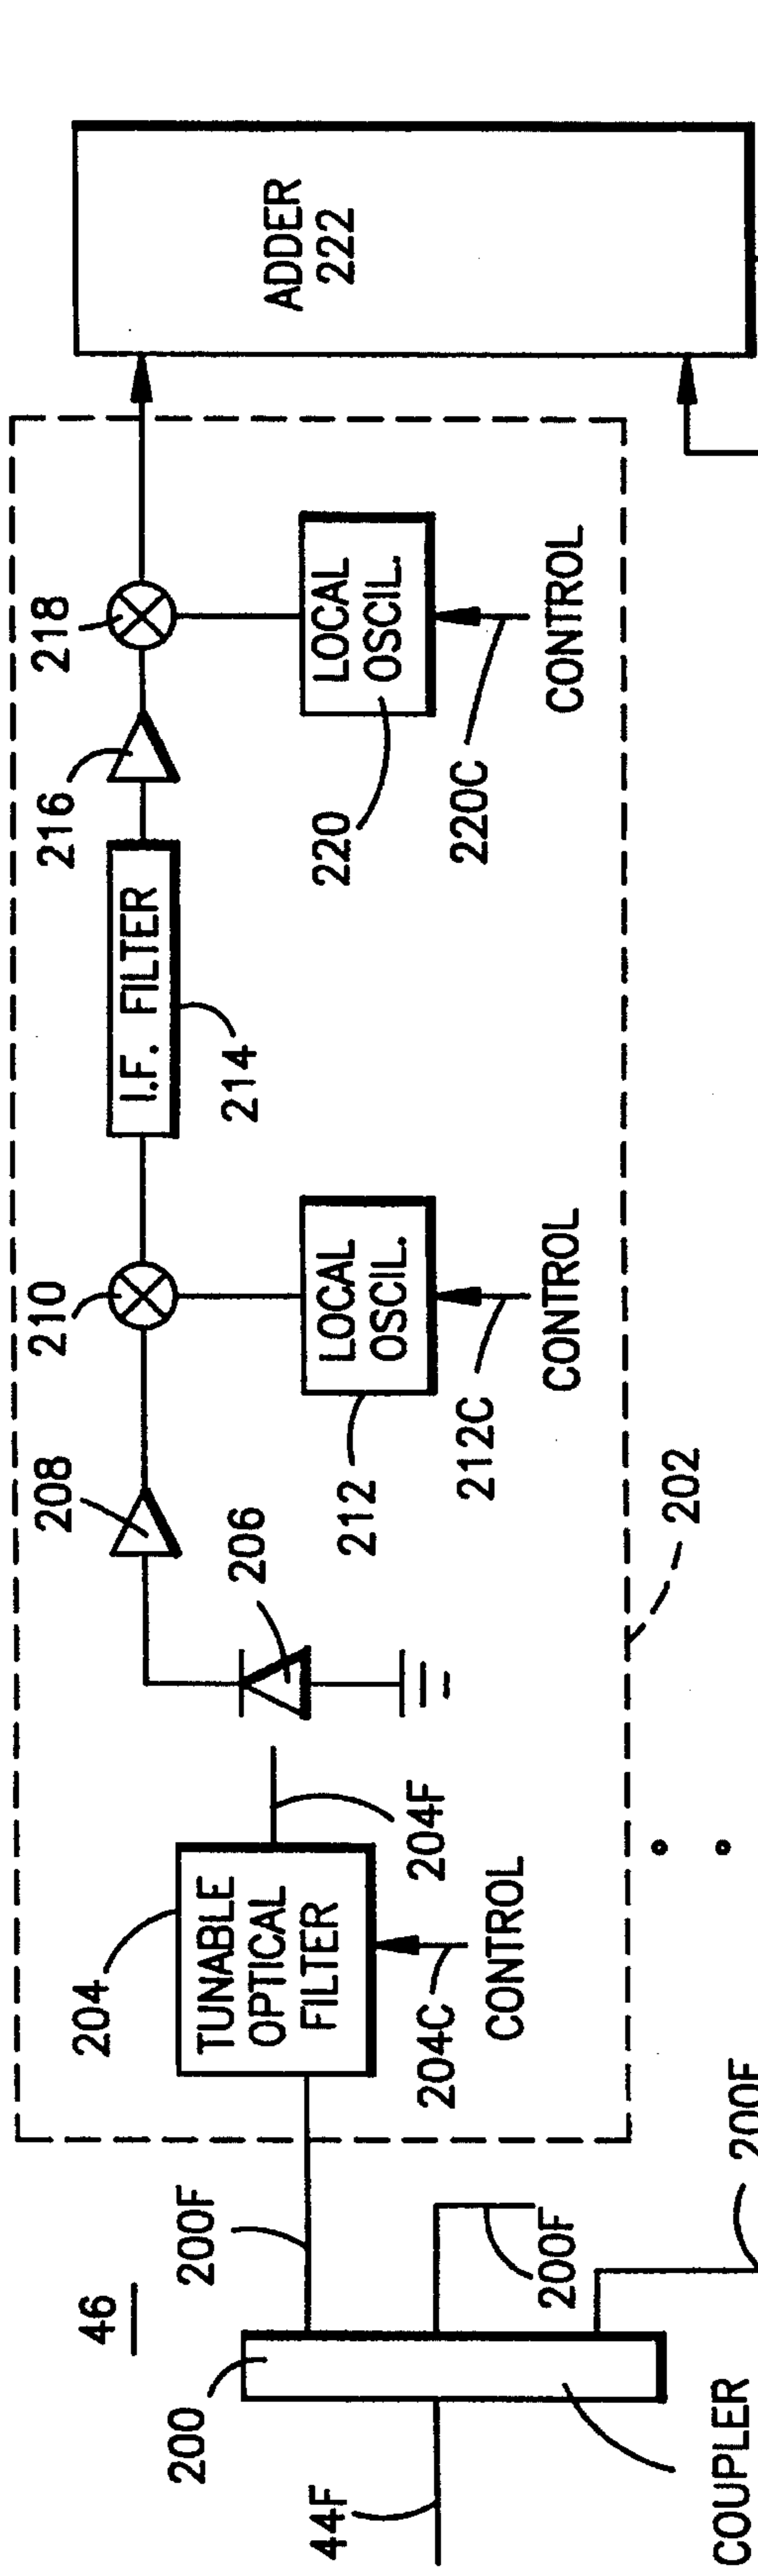 46
44F
200
COUPLER
200F
200F
200F
204
TUNABLE
OPTICAL
FILTER
204C
CONTROL
204F
206
208
210
LOCAL
OSCIL.
212
212C
CONTROL
I.F. FILTER
214
216
218
LOCAL
OSCIL.
220
220C
CONTROL
202
ADDER
222